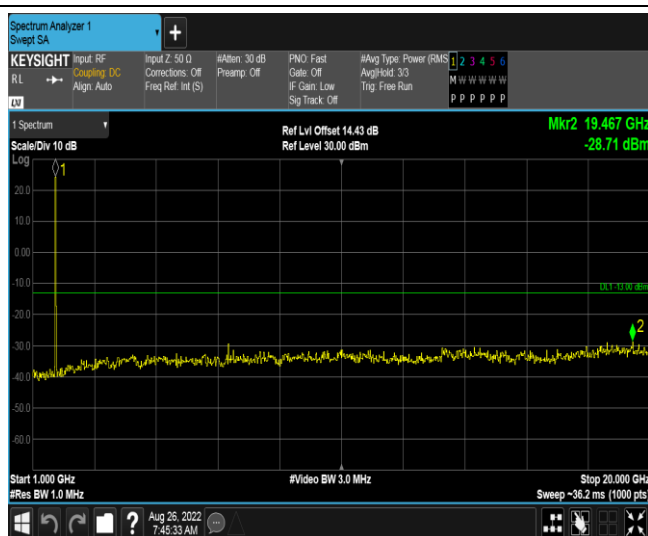 Spectrum Analyzer 1
Swept SA
+
KEYSIGHT
RL
LXI
Input: RF
Coupling: DC
Align: Auto
Input Z: 50 Ω
Corrections: Off
Freq Ref: Int (S)
#Atten: 30 dB
Preamp: Off
PNO: Fast
Gate: Off
IF Gain: Low
Sig Track: Off
#Avg Type: Power (RMS
Avg|Hold: 3/3
Trig: Free Run
1 2 3 4 5 6
M W W W W W
P P P P P P
1 Spectrum
Scale/Div 10 dB
Ref Lvl Offset 14.43 dB
Ref Level 30.00 dBm
Mkr2 19.467 GHz
-28.71 dBm
Log
1
20.0
10.0
0.00
-10.0
DL1 -13.00 dBm
-20.0
2
-30.0
-40.0
-50.0
-60.0
Start 1.000 GHz
#Video BW 3.0 MHz
Stop 20.000 GHz
#Res BW 1.0 MHz
Sweep ~36.2 ms (1000 pts)
?
Aug 26, 2022
7:45:33 AM